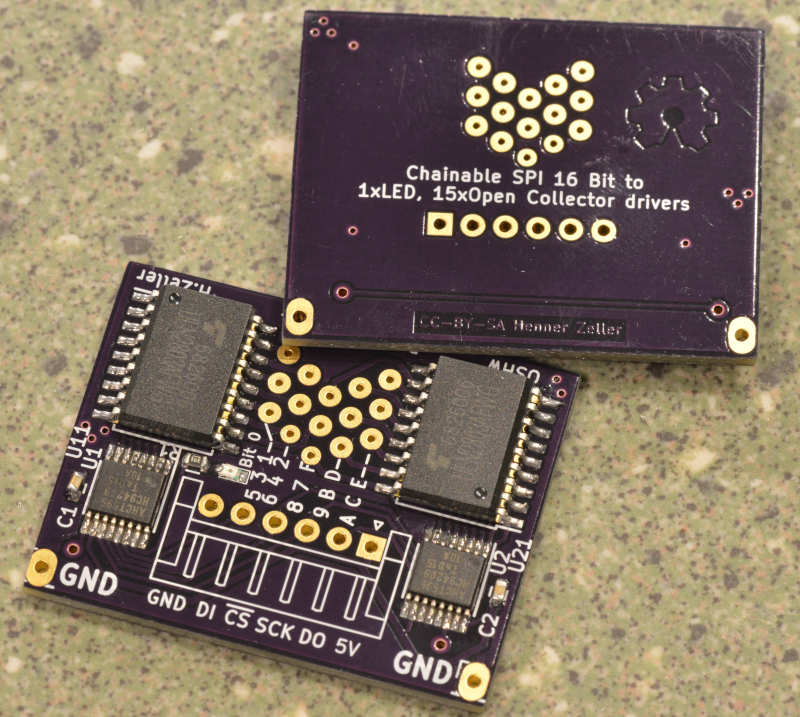 Chainable SPI 16 Bit to
1xLED, 15xOpen Collector drivers
CC-BY-SA Henner Zeller
H.Zeller
OSHW
U11
U1
R1
C1
Bit 0
1
2
3
4
5
6
7
8
9
A
B
C
D
E
F
U2
U21
C2
GND
GND DI CS SCK DO 5V
GND